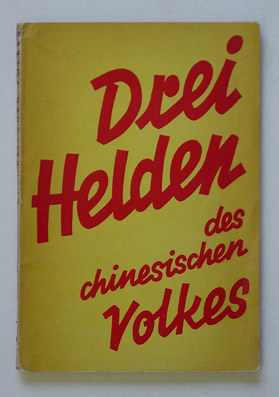 Drei
Helden
des
chinesischen
Volkes